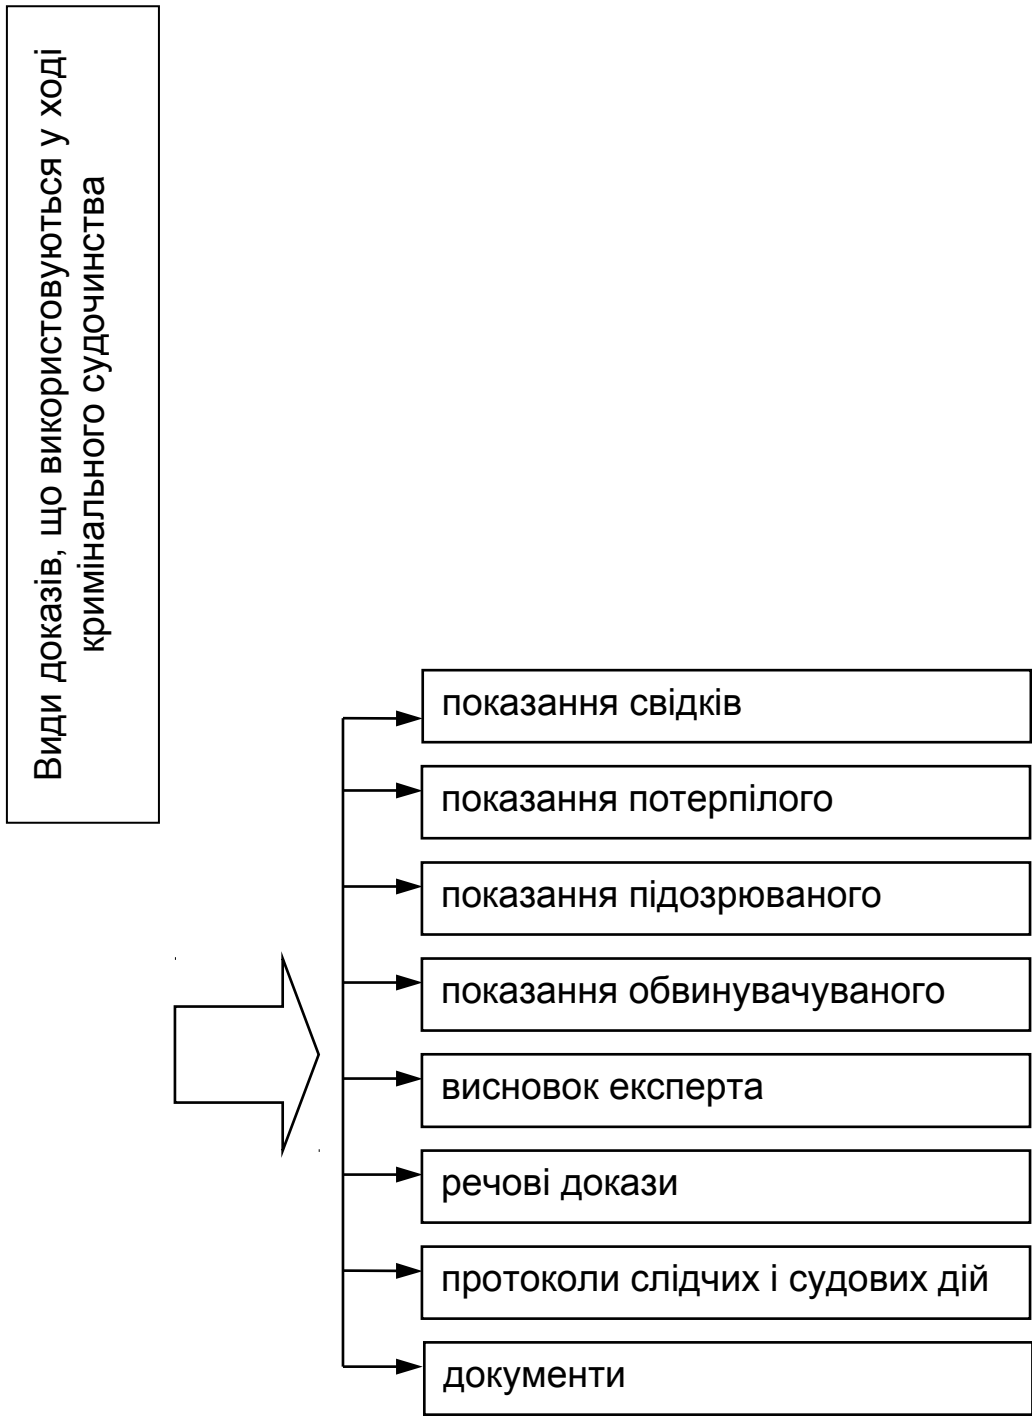 Види доказів, що використовуються у ході
кримінального судочинства
показання свідків
показання потерпілого
показання підозрюваного
показання обвинувачуваного
висновок експерта
речові докази
протоколи слідчих і судових дій
документи